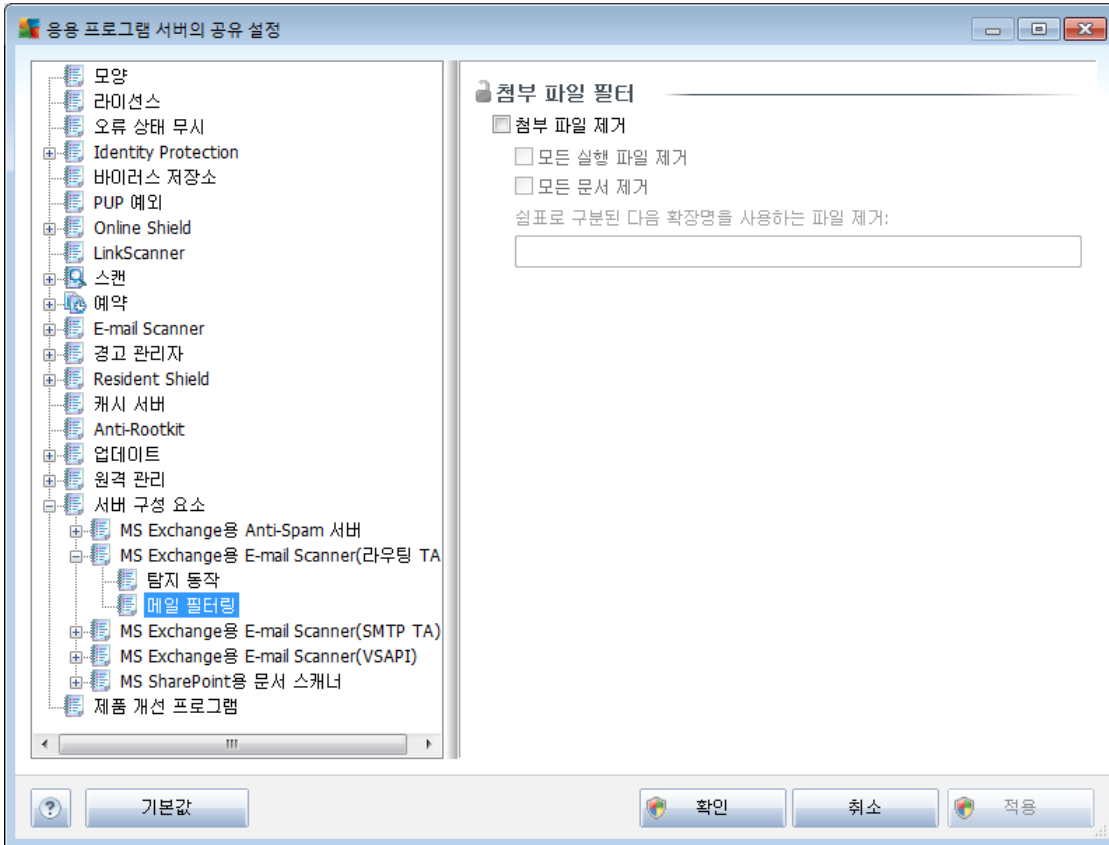 응용 프로그램 서버의 공유 설정
모양
라이선스
오류 상태 무시
Identity Protection
바이러스 저장소
PUP 예외
Online Shield
LinkScanner
스캔
예약
E-mail Scanner
경고 관리자
Resident Shield
캐시 서버
Anti-Rootkit
업데이트
원격 관리
서버 구성 요소
MS Exchange용 Anti-Spam 서버
MS Exchange용 E-mail Scanner(라우팅 TA
탐지 동작
메일 필터링
MS Exchange용 E-mail Scanner(SMTP TA)
MS Exchange용 E-mail Scanner(VSAPI)
MS SharePoint용 문서 스캐너
제품 개선 프로그램
첨부 파일 필터
첨부 파일 제거
모든 실행 파일 제거
모든 문서 제거
쉼표로 구분된 다음 확장명을 사용하는 파일 제거:
기본값
확인
취소
적용